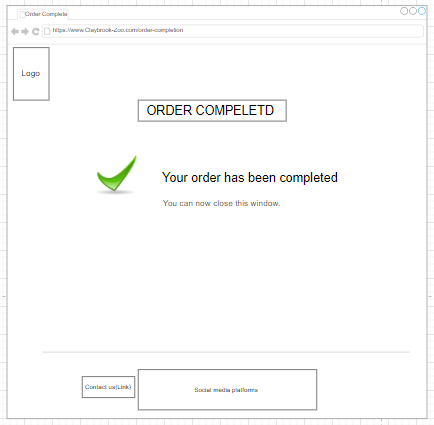 Order Complete
https://www.Claybrook-Zoo.com/order-completion
Logo
ORDER COMPELETD
Your order has been completed
You can now close this window.
Contact us(Link)
Social media platforms